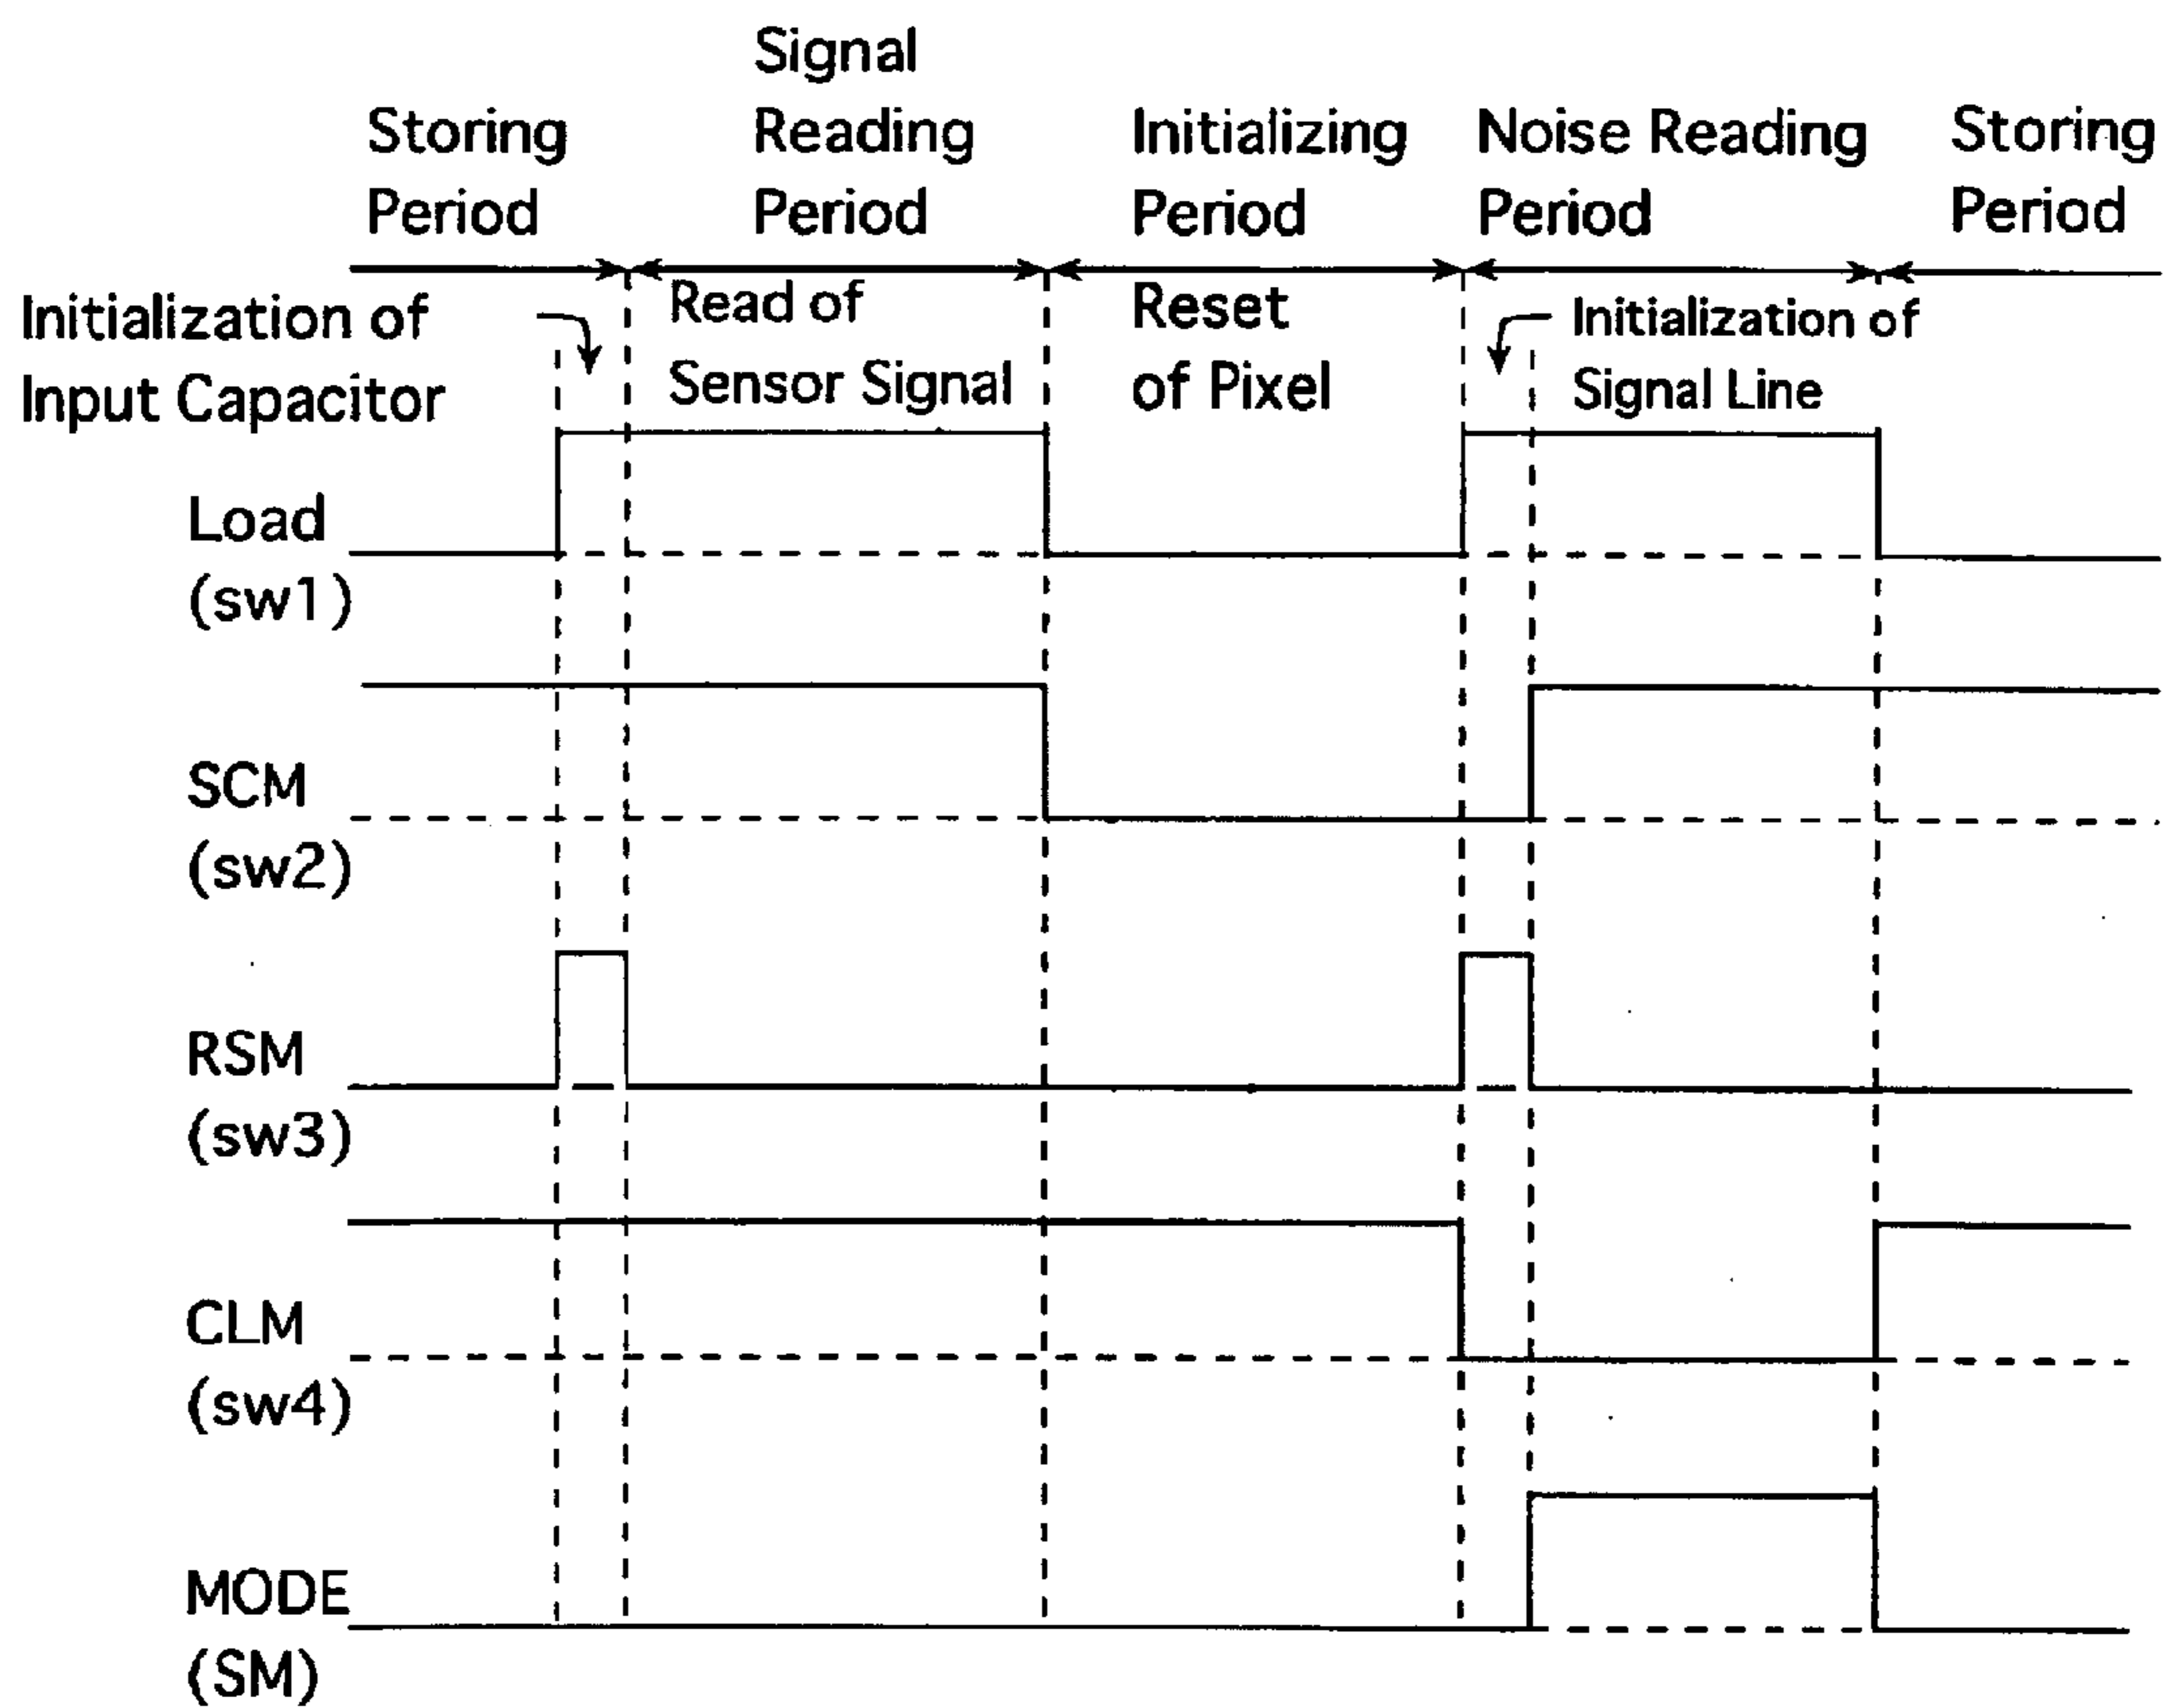 Storing
Period
Signal
Reading
Period
Initializing
Period
Noise Reading
Period
Storing
Period
Initialization of
Input Capacitor
Read of
Sensor Signal
Reset
of Pixel
Initialization of
Signal Line
Load
(sw1)
SCM
(sw2)
RSM
(sw3)
CLM
(sw4)
MODE
(SM)